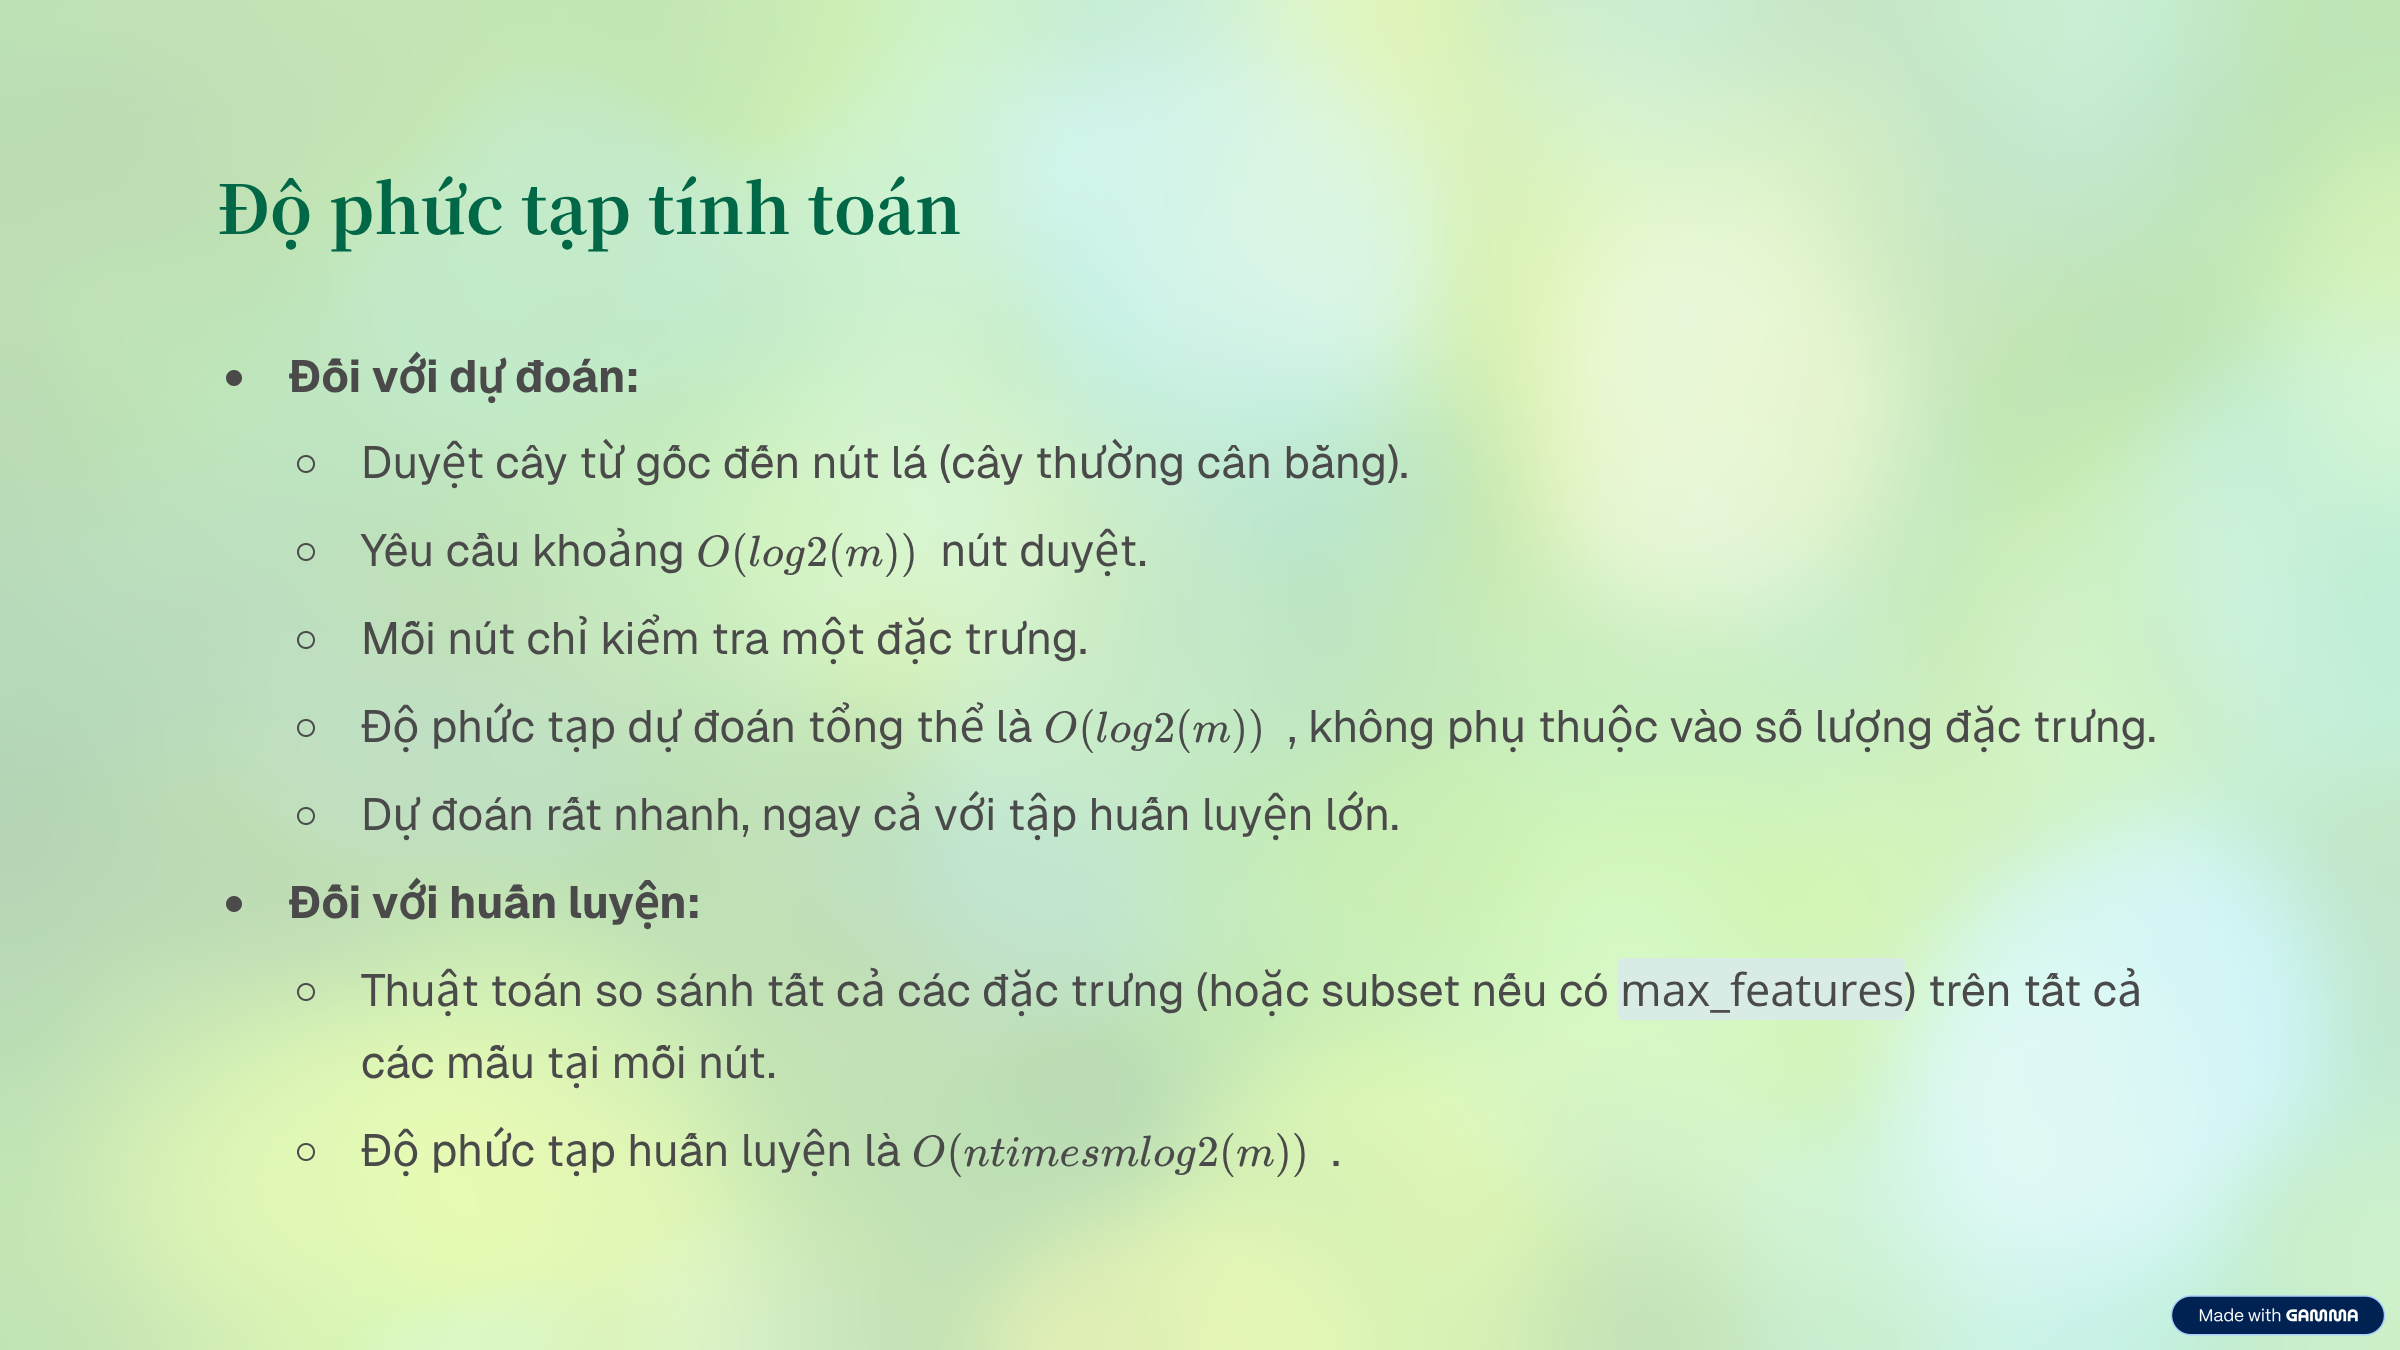 Độ phức tạp tính toán
Đối với dự đoán:
Duyệt cây từ gốc đến nút lá (cây thường cân bằng).
Yêu cầu khoảng O(log2(m)) nút duyệt.
Mỗi nút chỉ kiểm tra một đặc trưng.
Độ phức tạp dự đoán tổng thể là O(log2(m)) , không phụ thuộc vào số lượng đặc trưng.
Dự đoán rất nhanh, ngay cả với tập huấn luyện lớn.
Đối với huấn luyện:
Thuật toán so sánh tất cả các đặc trưng (hoặc subset nếu có max_features) trên tất cả
các mẫu tại mỗi nút.
Độ phức tạp huấn luyện là O(ntimesmlog2(m)) .
Made with GAMMA